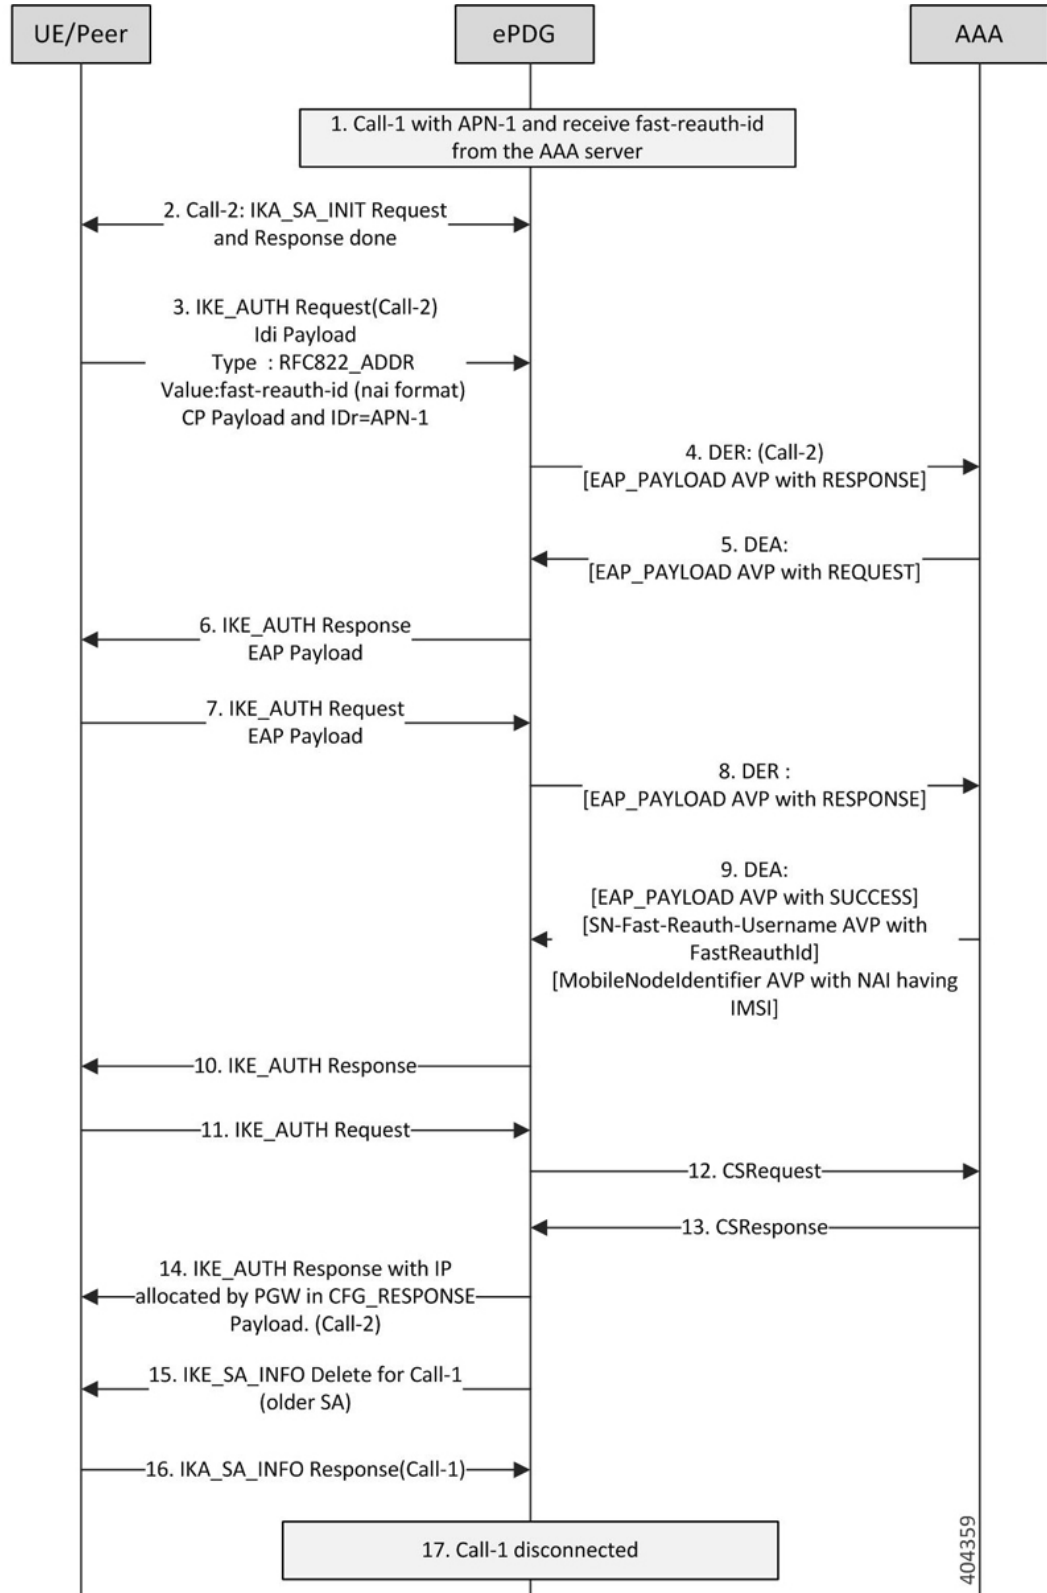 UE/Peer
ePDG
AAA
1. Call-1 with APN-1 and receive fast-reauth-id
from the AAA server
2. Call-2: IKA_SA_INIT Request
and Response done
3. IKE_AUTH Request(Call-2)
Idi Payload
Type : RFC822_ADDR
Value:fast-reauth-id (nai format)
CP Payload and IDr=APN-1
4. DER: (Call-2)
[EAP_PAYLOAD AVP with RESPONSE]
5. DEA:
[EAP_PAYLOAD AVP with REQUEST]
6. IKE_AUTH Response
EAP Payload
7. IKE_AUTH Request
EAP Payload
8. DER :
[EAP_PAYLOAD AVP with RESPONSE]
9. DEA:
[EAP_PAYLOAD AVP with SUCCESS]
[SN-Fast-Reauth-Username AVP with
FastReauthId]
[MobileNodeIdentifier AVP with NAI having
IMSI]
10. IKE_AUTH Response
11. IKE_AUTH Request
12. CSRequest
13. CSResponse
14. IKE_AUTH Response with IP
allocated by PGW in CFG_RESPONSE
Payload. (Call-2)
15. IKE_SA_INFO Delete for Call-1
(older SA)
16. IKA_SA_INFO Response(Call-1)
17. Call-1 disconnected
404359